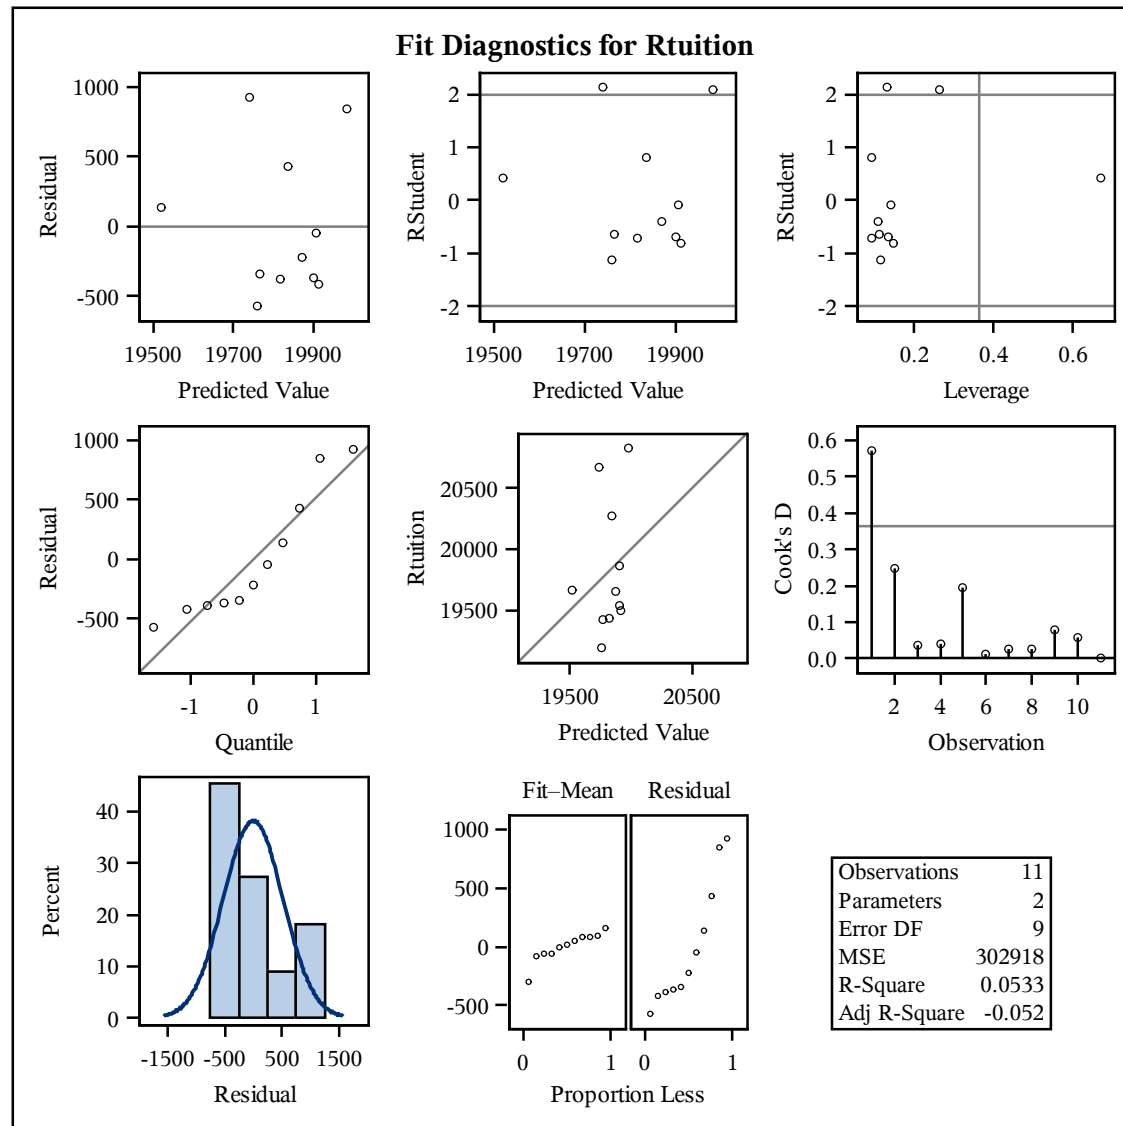 Fit Diagnostics for Rtuition
1000
500
0
-500
Residual
19500 19700 19900
Predicted Value
2
1
0
-1
-2
RStudent
19500 19700 19900
Predicted Value
2
1
0
-1
-2
RStudent
0.2 0.4 0.6
Leverage
1000
500
0
-500
Residual
-1 0 1
Quantile
20500
20000
19500
Rtuition
19500 20500
Predicted Value
0.6
0.5
0.4
0.3
0.2
0.1
0.0
Cook's D
2 4 6 8 10
Observation
40
30
20
10
0
Percent
-1500 -500 500 1500
Residual
Fit–Mean Residual
1000
500
0
-500
0 1 0 1
Proportion Less
Observations 11
Parameters 2
Error DF 9
MSE 302918
R-Square 0.0533
Adj R-Square -0.052